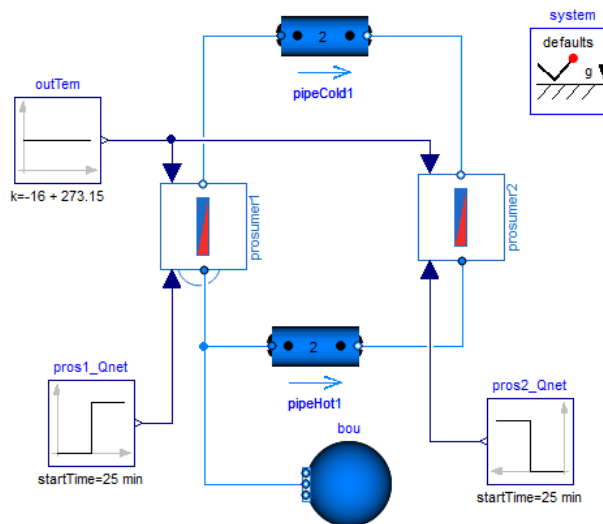 system
2
defaults
g
outTem
pipeCold1
k=-16 + 273.15
prosumer1
prosumer2
2
pros1_Qnet
pipeHot1
pros2_Qnet
bou
startTime=25 min
startTime=25 min